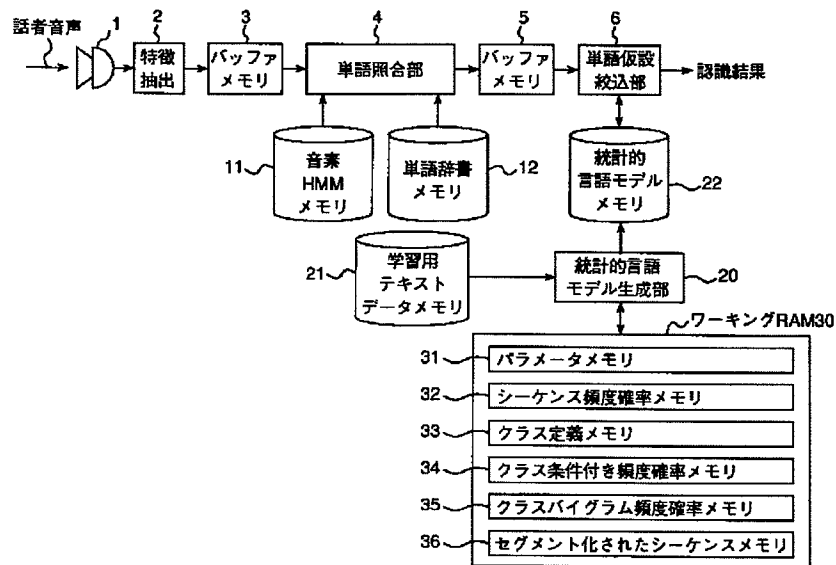 話者音声
1
2
3
4
5
6
特徴
抽出
バッファ
メモリ
単語照合部
バッファ
メモリ
単語仮設
絞込部
認識結果
11
音素
HMM
メモリ
単語辞書
メモリ
12
統計的
言語モデル
メモリ
22
21
学習用
テキスト
データメモリ
統計的言語
モデル生成部
20
ワーキングRAM30
31
パラメータメモリ
32
シーケンス頻度確率メモリ
33
クラス定義メモリ
34
クラス条件付き頻度確率メモリ
35
クラスバイグラム頻度確率メモリ
36
セグメント化されたシーケンスメモリ